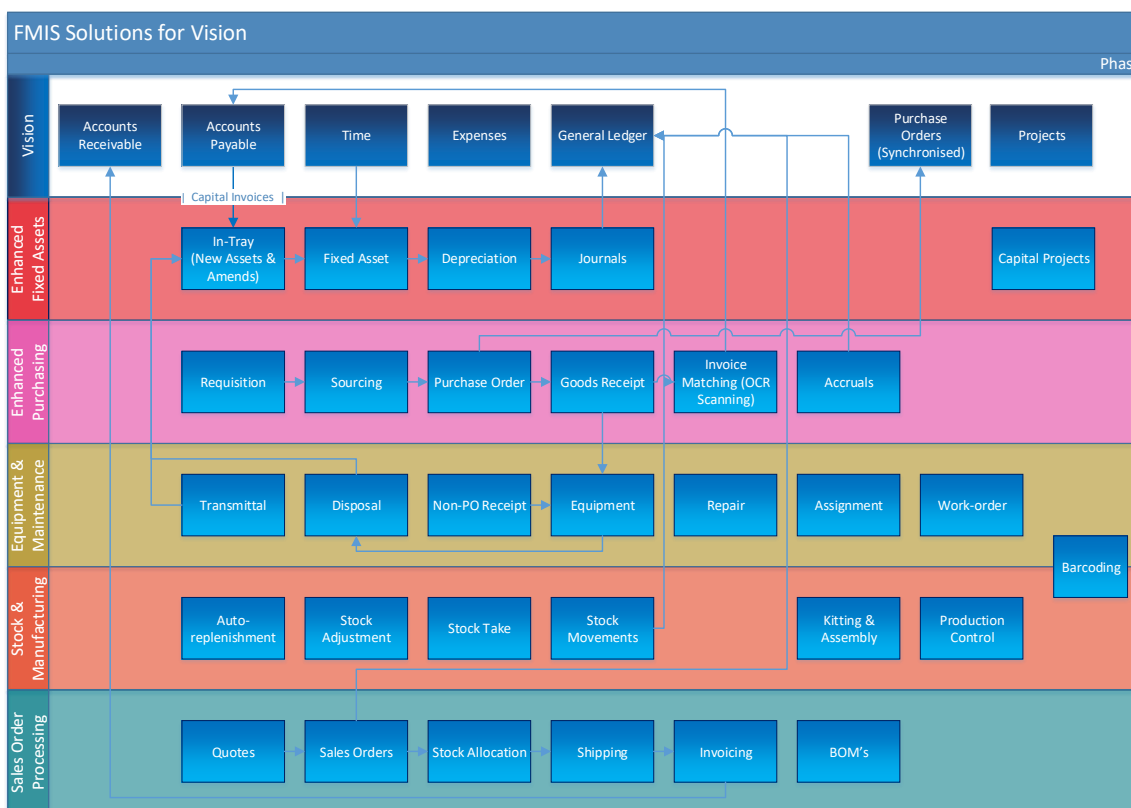 FMIS Solutions for Vision
Phas
Vision
Accounts
Receivable
Accounts
Payable
Time
Expenses
General Ledger
Purchase
Orders
(Synchronised)
Projects
| Capital Invoices |
Enhanced
Fixed Assets
In-Tray
(New Assets &
Amends)
Fixed Asset
Depreciation
Journals
Capital Projects
Enhanced
Purchasing
Requisition
Sourcing
Purchase Order
Goods Receipt
Invoice
Matching (OCR
Scanning)
Accruals
Equipment &
Maintenance
Transmittal
Disposal
Non-PO Receipt
Equipment
Repair
Assignment
Work-order
Barcoding
Stock &
Manufacturing
Auto-
replenishment
Stock
Adjustment
Stock Take
Stock
Movements
Kitting &
Assembly
Production
Control
Sales Order
Processing
Quotes
Sales Orders
Stock Allocation
Shipping
Invoicing
BOM's